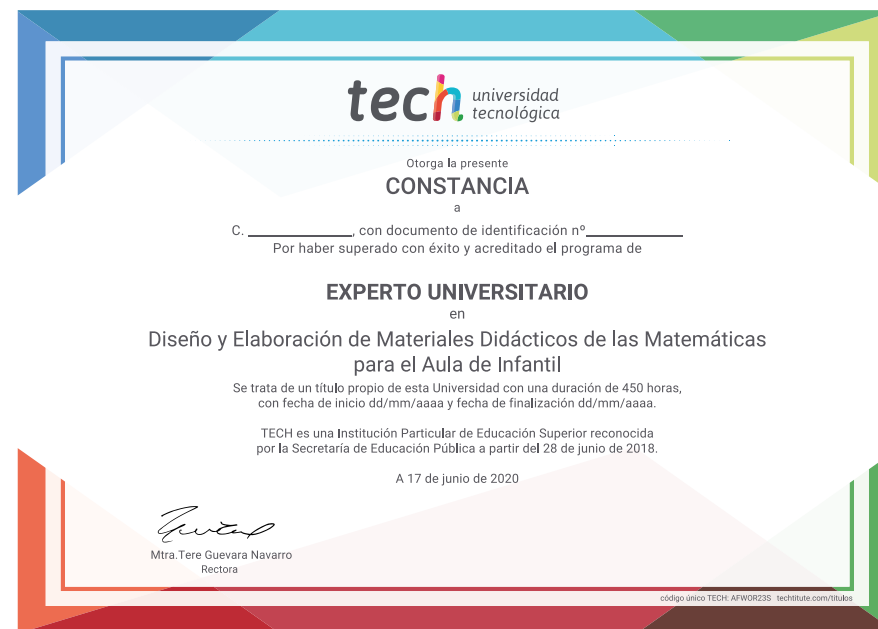 tech universidad
tecnológica
Otorga la presente
CONSTANCIA
a
C. ____________, con documento de identificación nº____________
Por haber superado con éxito y acreditado el programa de
EXPERTO UNIVERSITARIO
en
Diseño y Elaboración de Materiales Didácticos de las Matemáticas
para el Aula de Infantil
Se trata de un título propio de esta Universidad con una duración de 450 horas,
con fecha de inicio dd/mm/aaaa y fecha de finalización dd/mm/aaaa.
TECH es una Institución Particular de Educación Superior reconocida
por la Secretaría de Educación Pública a partir del 28 de junio de 2018.
A 17 de junio de 2020
Mtra.Tere Guevara Navarro
Rectora
código único TECH: AFWOR23S techtitute.com/titulos